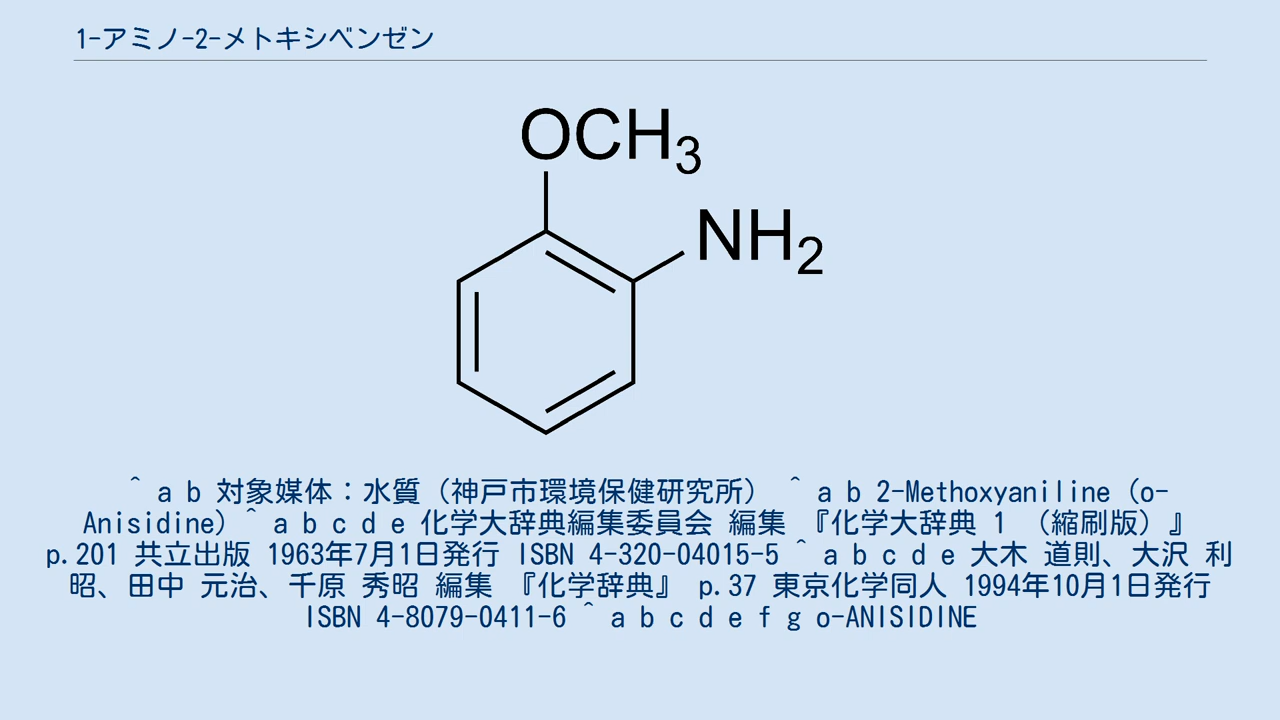 1-アミノ-2-メトキシベンゼン
OCH3
NH2
^ a b 対象媒体：水質（神戸市環境保健研究所） ^ a b 2-Methoxyaniline (o-
Anisidine) ^ a b c d e 化学大辞典編集委員会 編集 『化学大辞典 1 （縮刷版）』
p.201 共立出版 1963年7月1日発行 ISBN 4-320-04015-5 ^ a b c d e 大木 道則、大沢 利
昭、田中 元治、千原 秀昭 編集 『化学辞典』 p.37 東京化学同人 1994年10月1日発行
ISBN 4-8079-0411-6 ^ a b c d e f g o-ANISIDINE